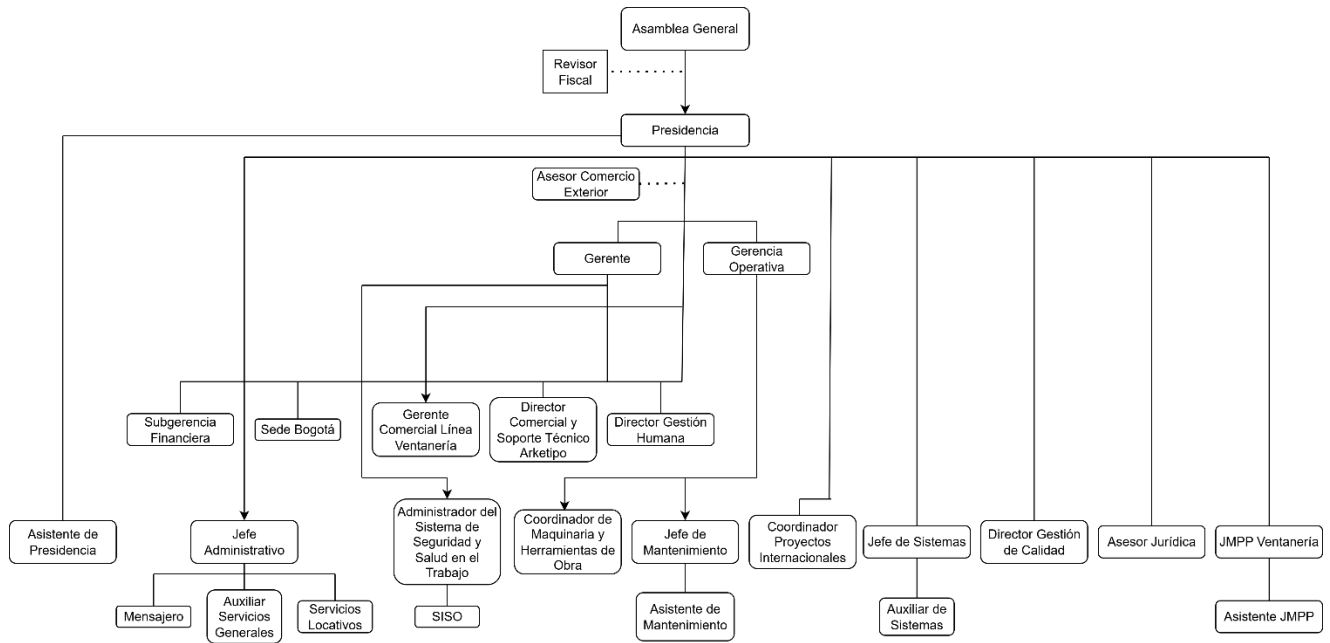 Asamblea General
Revisor
Fiscal
Presidencia
Asesor Comercio
Exterior
Gerente
Gerencia
Operativa
Subgerencia
Financiera
Sede Bogotá
Gerente
Comercial Línea
Ventanería
Director
Comercial y
Soporte Técnico
Arketipo
Director Gestión
Humana
Asistente de
Presidencia
Jefe
Administrativo
Administrador del
Sistema de
Seguridad y
Salud en el
Trabajo
Coordinador de
Maquinaria y
Herramientas de
Obra
Jefe de
Mantenimiento
Coordinador
Proyectos
Internacionales
Jefe de Sistemas
Director Gestión
de Calidad
Asesor Jurídica
JMPP Ventanería
Mensajero
Auxiliar
Servicios
Generales
Servicios
Locativos
SISO
Asistente de
Mantenimiento
Auxiliar de
Sistemas
Asistente JMPP